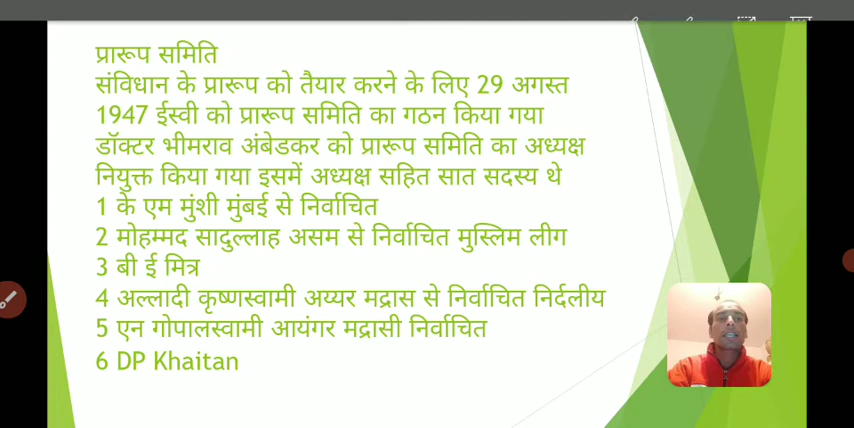 प्रारूप समिति
संविधान के प्रारूप को तैयार करने के लिए 29 अगस्त
1947 ईस्वी को प्रारूप समिति का गठन किया गया
डॉक्टर भीमराव अंबेडकर को प्रारूप समिति का अध्यक्ष
नियुक्त किया गया इसमें अध्यक्ष सहित सात सदस्य थे
1 के एम मुंशी मुंबई से निर्वाचित
2 मोहम्मद सादुल्लाह असम से निर्वाचित मुस्लिम लीग
3 बी ई मित्र
4 अल्लादी कृष्णस्वामी अय्यर मद्रास से निर्वाचित निर्दलीय
5 एन गोपालस्वामी आयंगर मद्रासी निर्वाचित
6 DP Khaitan